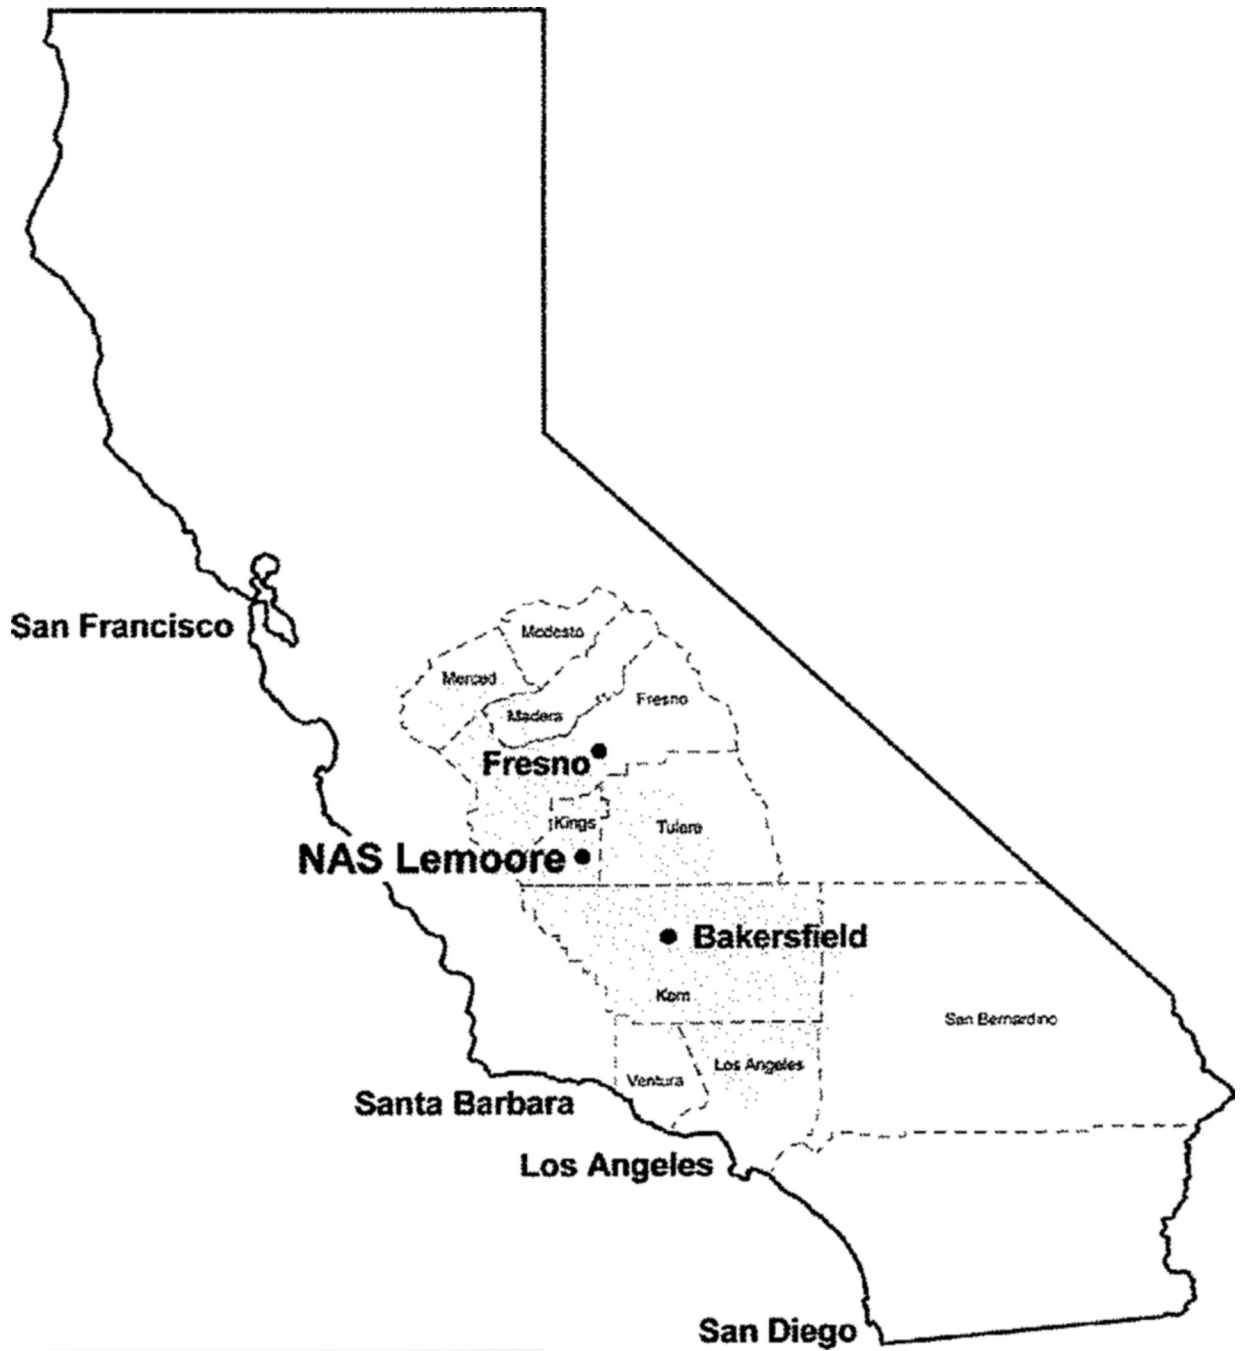 San Francisco
Modesto
Merced
Fresno
Madera
Fresno
Kings
Tulare
NAS Lemoore
Bakersfield
Kern
San Bernardino
Los Angeles
Ventura
Santa Barbara
Los Angeles
San Diego